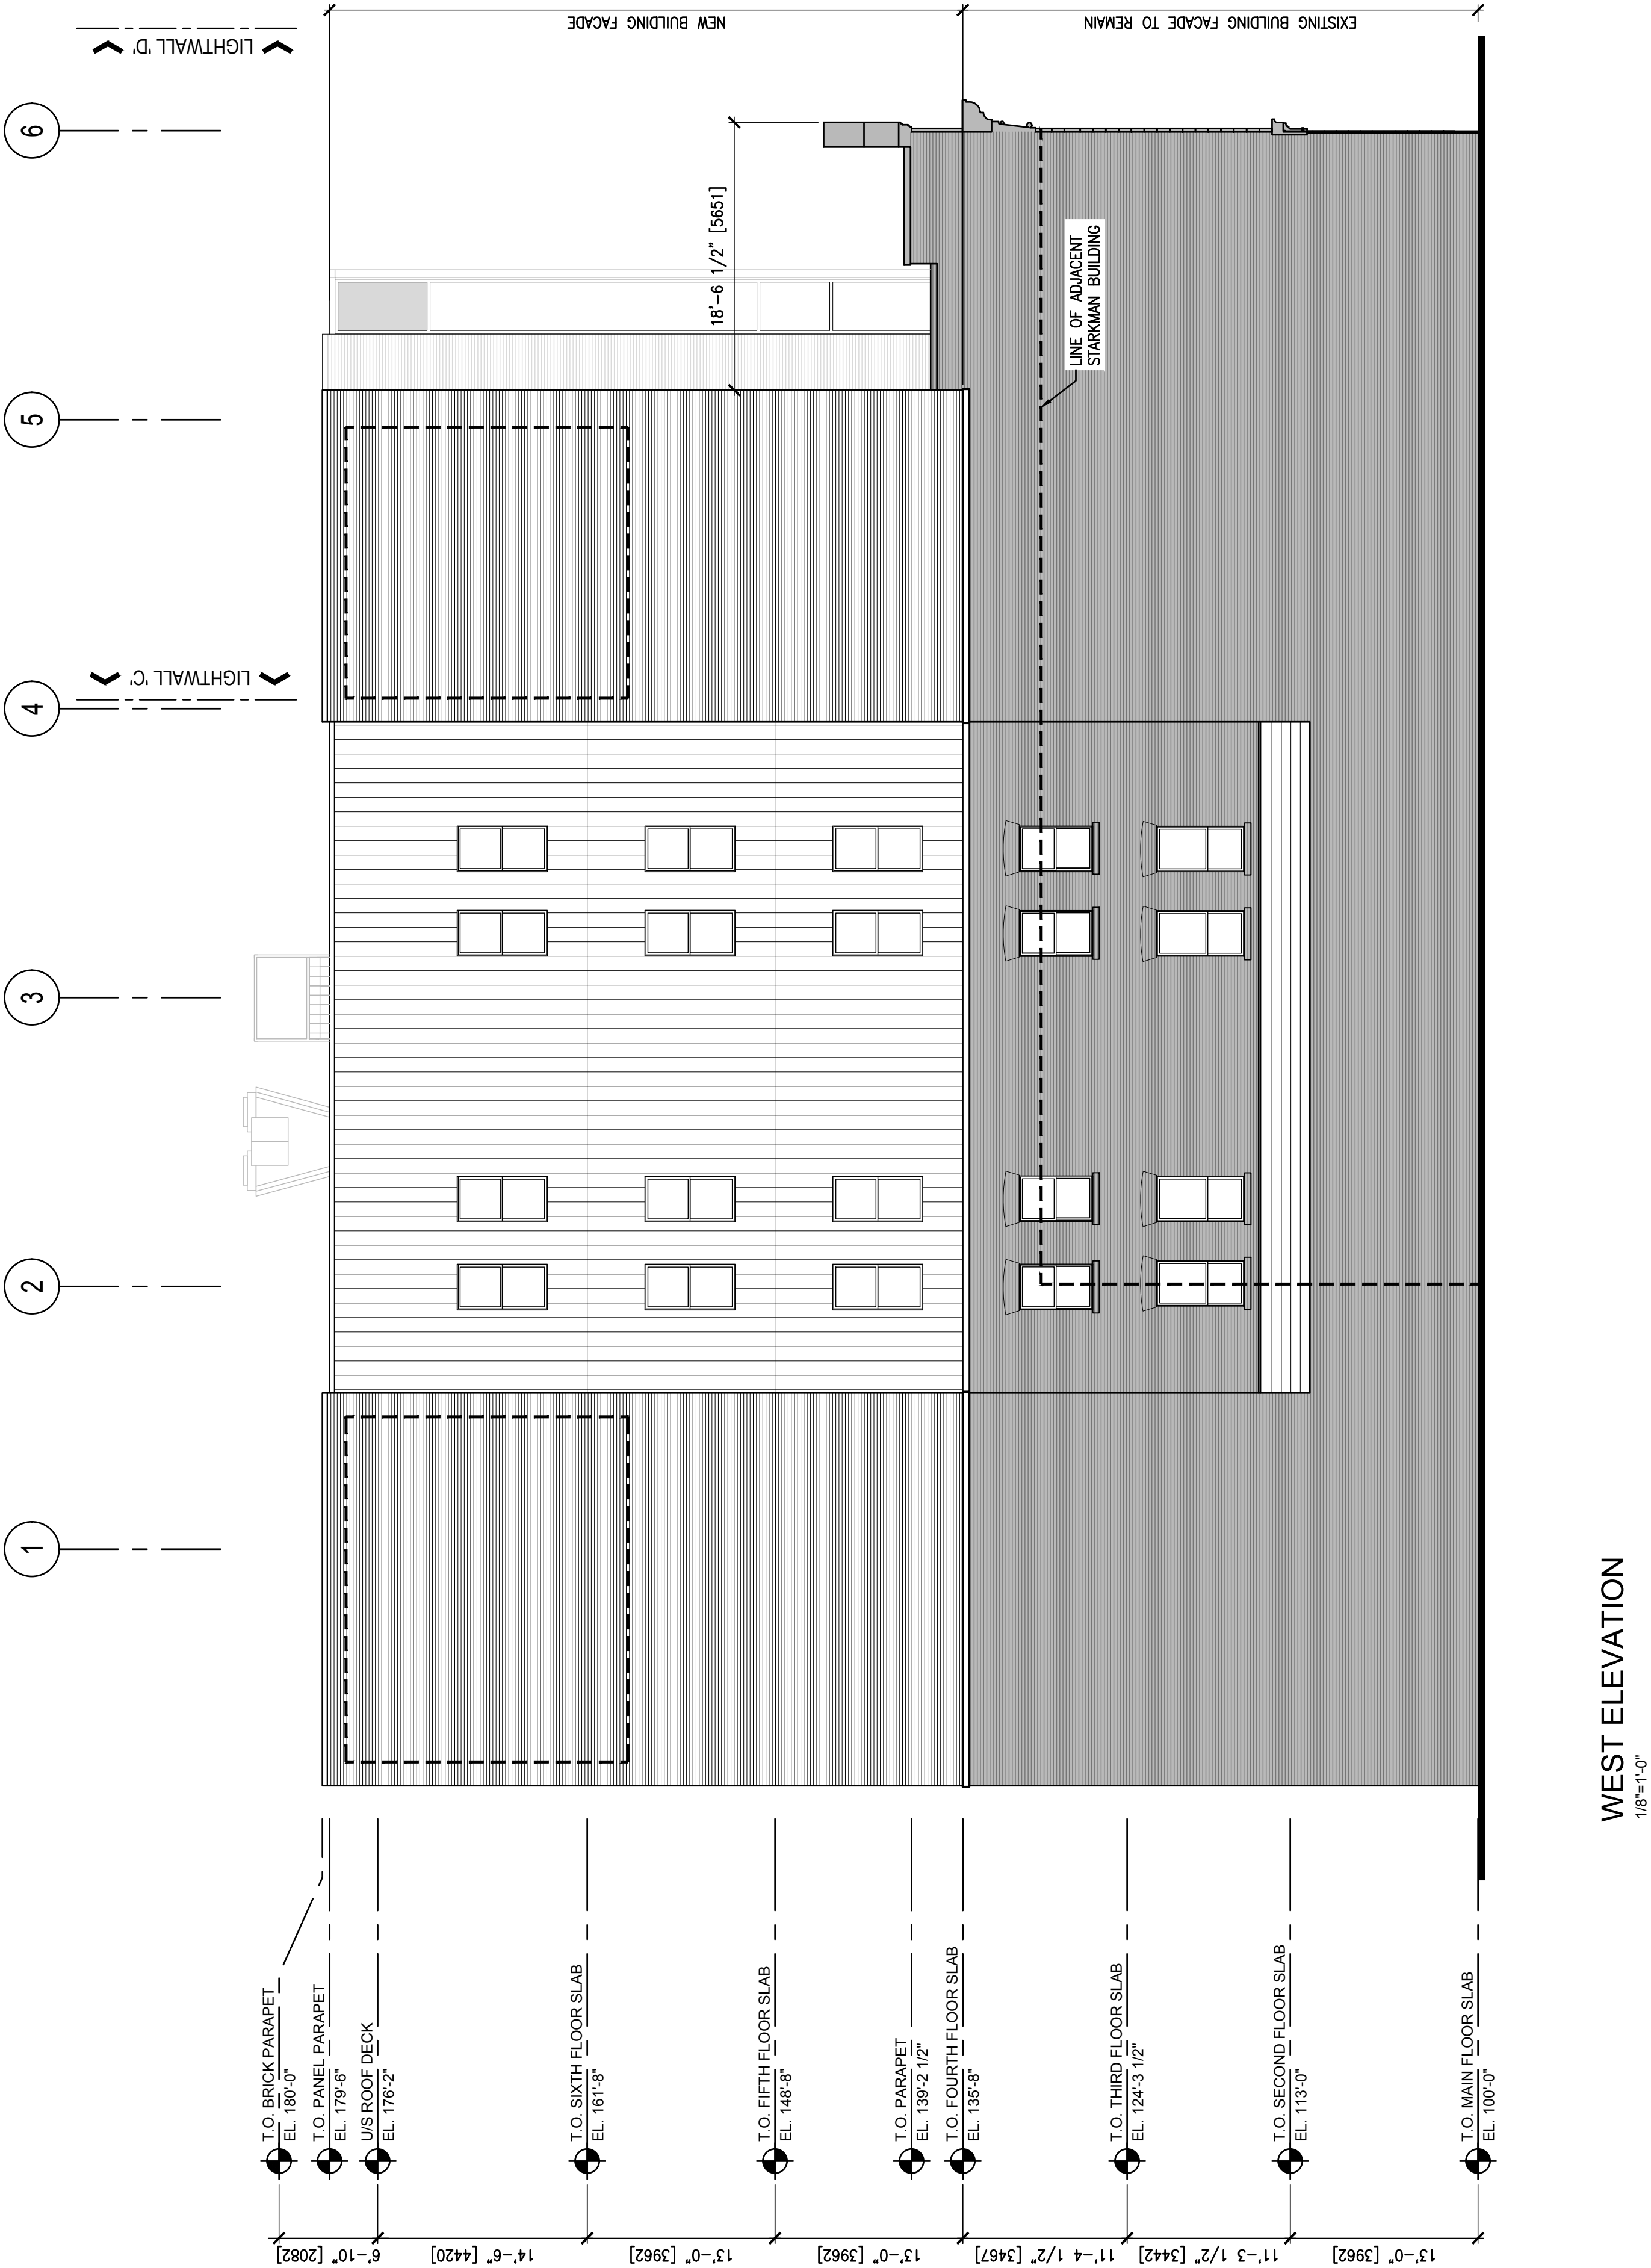 1
2
3
4
5
6
LIGHTWALL 'C'
LIGHTWALL 'D'
NEW BUILDING FACADE
EXISTING BUILDING FACADE TO REMAIN
18'-6 1/2" [5651]
LINE OF ADJACENT
STARKMAN BUILDING
T.O. BRICK PARAPET
EL. 180'-0"
T.O. PANEL PARAPET
EL. 179'-6"
U/S ROOF DECK
EL. 176'-2"
T.O. SIXTH FLOOR SLAB
EL. 161'-8"
T.O. FIFTH FLOOR SLAB
EL. 148'-8"
T.O. PARAPET
EL. 139'-2 1/2"
T.O. FOURTH FLOOR SLAB
EL. 135'-8"
T.O. THIRD FLOOR SLAB
EL. 124'-3 1/2"
T.O. SECOND FLOOR SLAB
EL. 113'-0"
T.O. MAIN FLOOR SLAB
EL. 100'-0"
6'-10" [2082]
14'-6" [4420]
13'-0" [3962]
13'-0" [3962]
11'-4 1/2" [3467]
11'-3 1/2" [3442]
13'-0" [3962]
WEST ELEVATION
1/8"=1'-0"